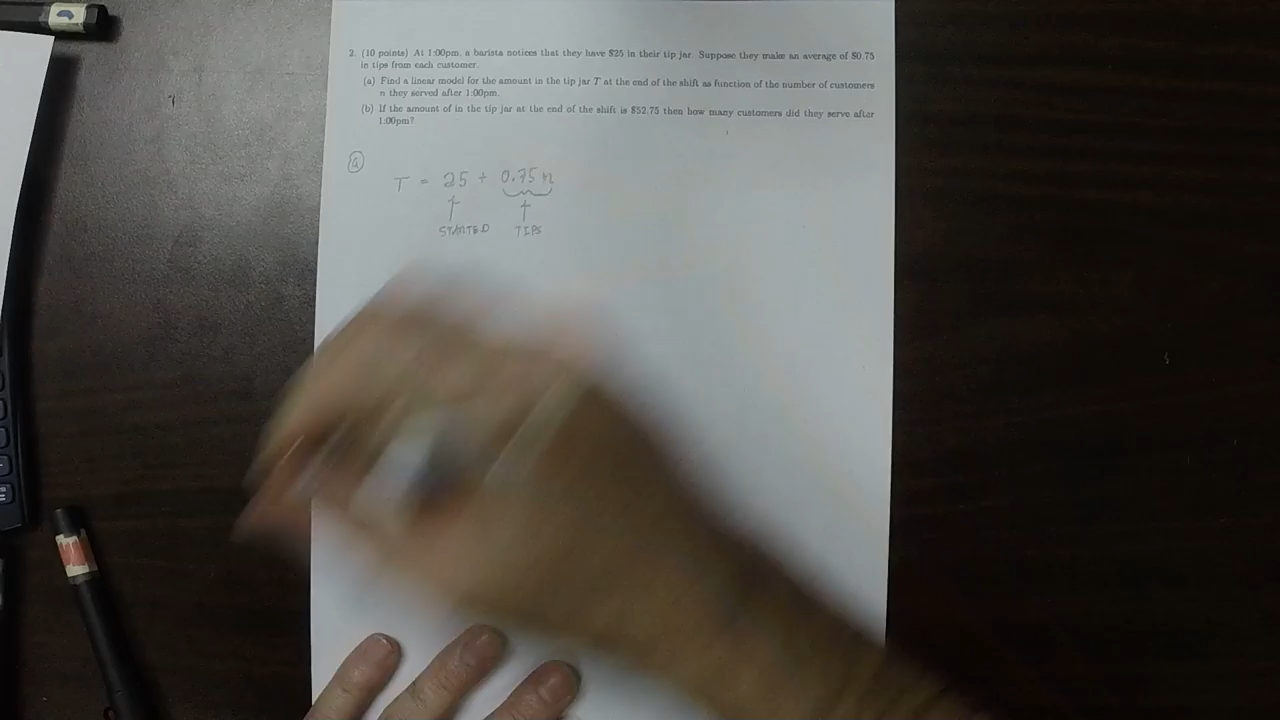 2. (10 points) At 1:00pm, a barista notices that they have $25 in their tip jar. Suppose they make an average of $0.75
in tips from each customer.
(a) Find a linear model for the amount in the tip jar T at the end of the shift as function of the number of customers
n they served after 1:00pm.
(b) If the amount of in the tip jar at the end of the shift is $52.75 then how many customers did they serve after
1:00pm?
(a)
T = 25 + 0.75 n
↑ ↑
STARTED TIPS